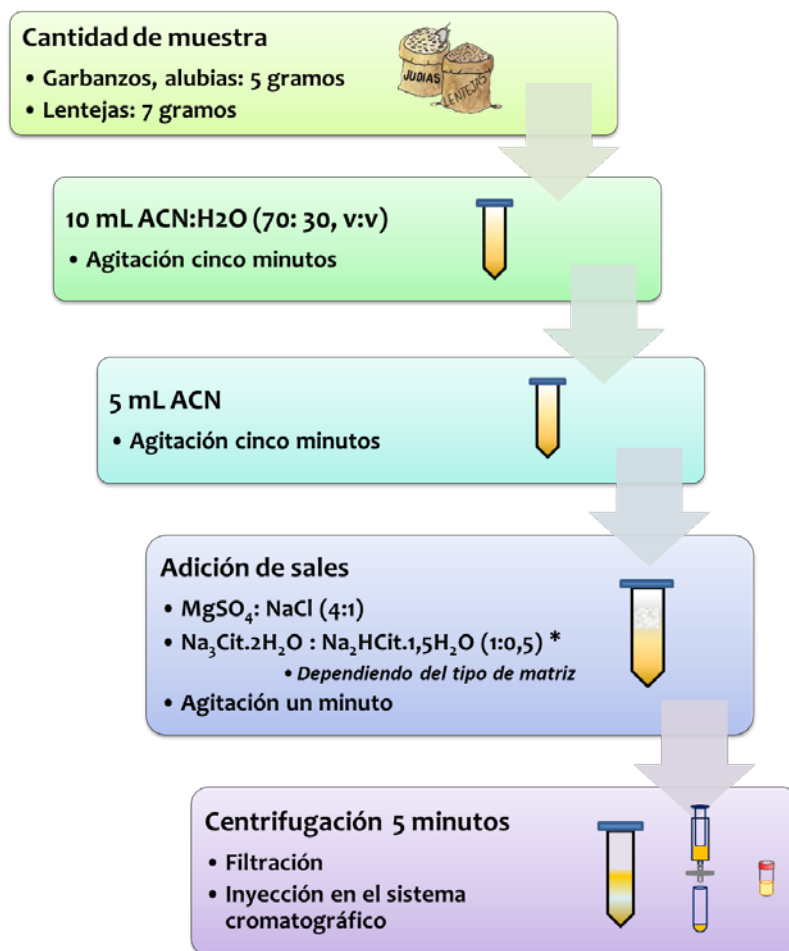 Cantidad de muestra
• Garbanzos, alubias: 5 gramos
• Lentejas: 7 gramos
JUDIAS
LENTEJAS
10 mL ACN:H2O (70: 30, v:v)
• Agitación cinco minutos
5 mL ACN
• Agitación cinco minutos
Adición de sales
• MgSO₄: NaCl (4:1)
• Na₃Cit.2H₂O : Na₂HCit.1,5H₂O (1:0,5) *
• Dependiendo del tipo de matriz
• Agitación un minuto
Centrifugación 5 minutos
• Filtración
• Inyección en el sistema
cromatográfico